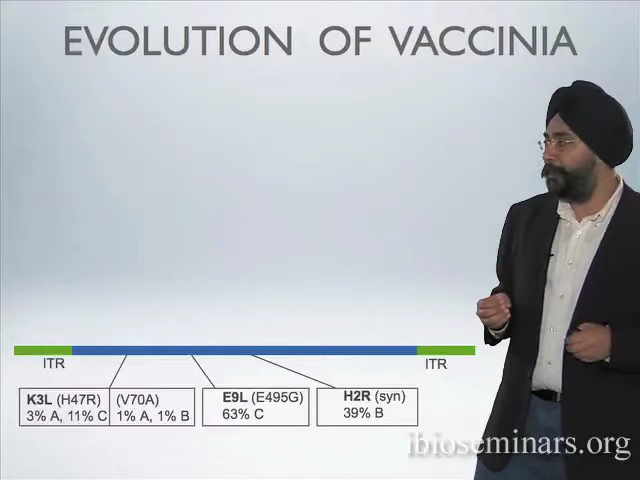 EVOLUTION OF VACCINIA
ITR
ITR
K3L (H47R)
3% A, 11% C
(V70A)
1% A, 1% B
E9L (E495G)
63% C
H2R (syn)
39% B
ibioseminars.org